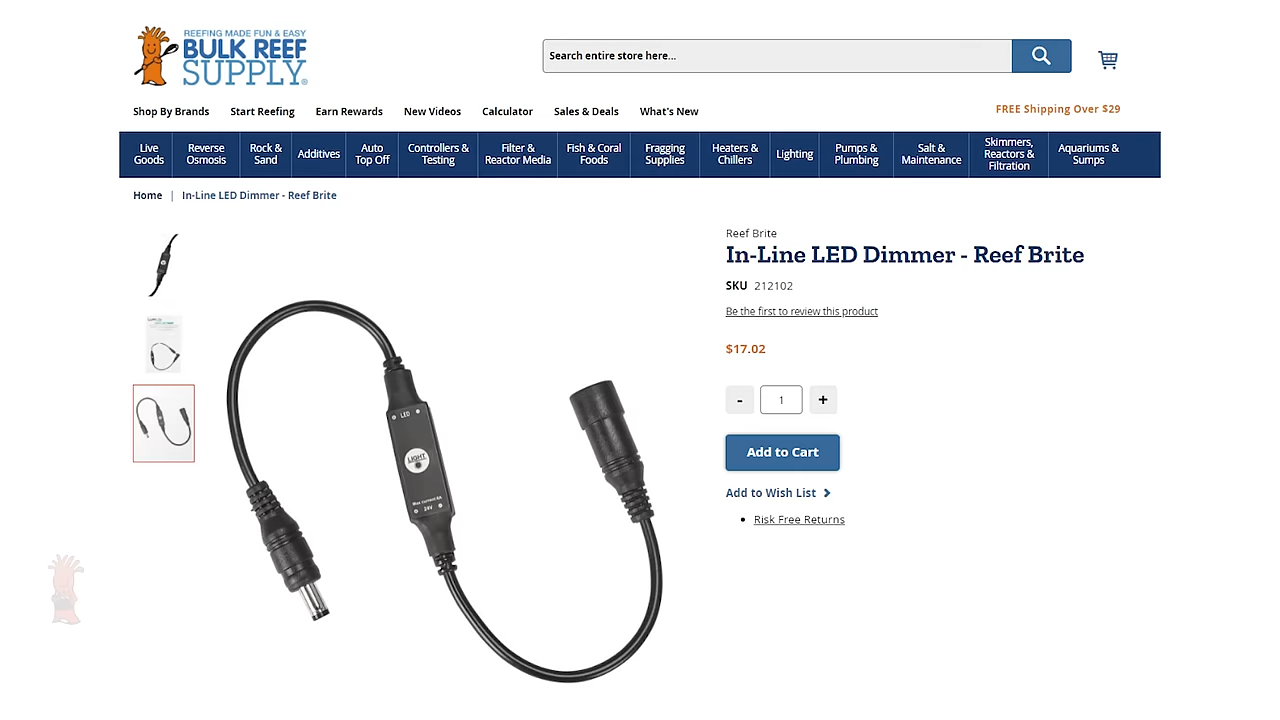 REEFING MADE FUN & EASY
BULK REEF
SUPPLY®
Search entire store here...
Shop By Brands Start Reefing Earn Rewards New Videos Calculator Sales & Deals What's New
FREE Shipping Over $29
Live Goods
Reverse Osmosis
Rock & Sand
Additives
Auto Top Off
Controllers & Testing
Filter & Reactor Media
Fish & Coral Foods
Fragging Supplies
Heaters & Chillers
Lighting
Pumps & Plumbing
Salt & Maintenance
Skimmers, Reactors & Filtration
Aquariums & Sumps
Home | In-Line LED Dimmer - Reef Brite
Reef Brite
In-Line LED Dimmer - Reef Brite
SKU 212102
Be the first to review this product
$17.02
- 1 +
Add to Cart
Add to Wish List
Risk Free Returns
LED
LIGHT
Max current:6A
24V